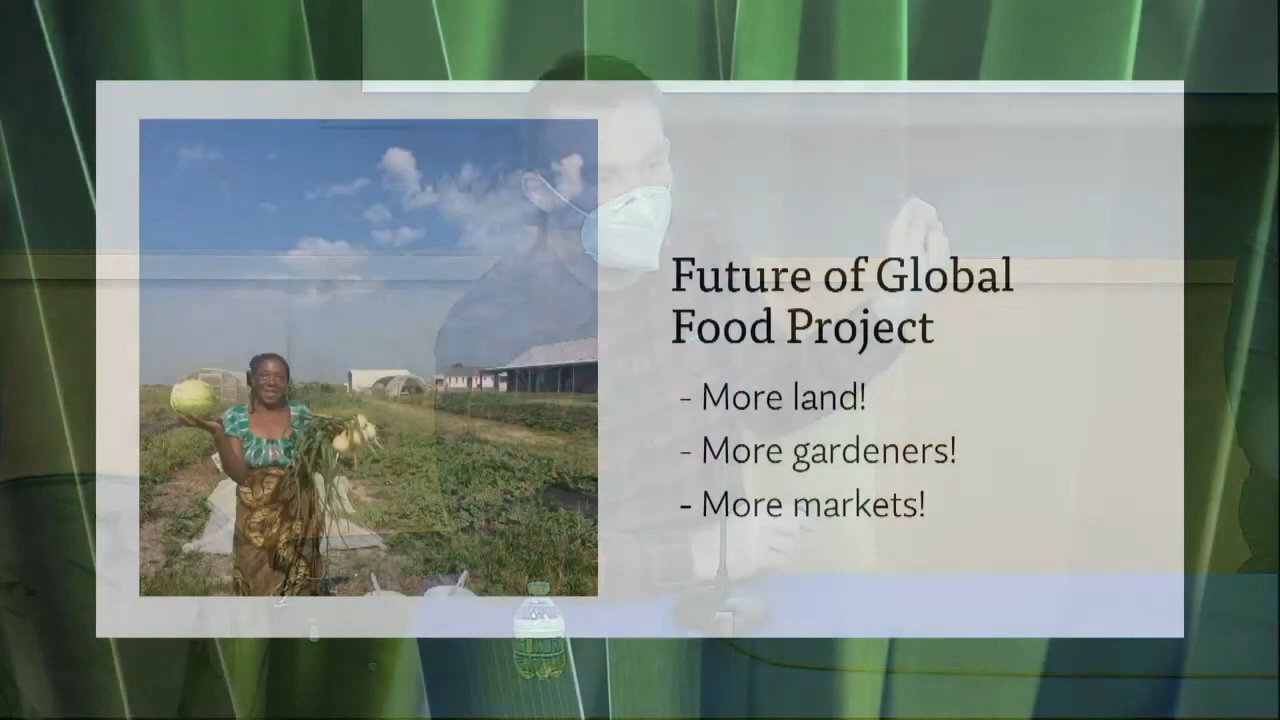 Future of Global
Food Project
- More land!
- More gardeners!
- More markets!